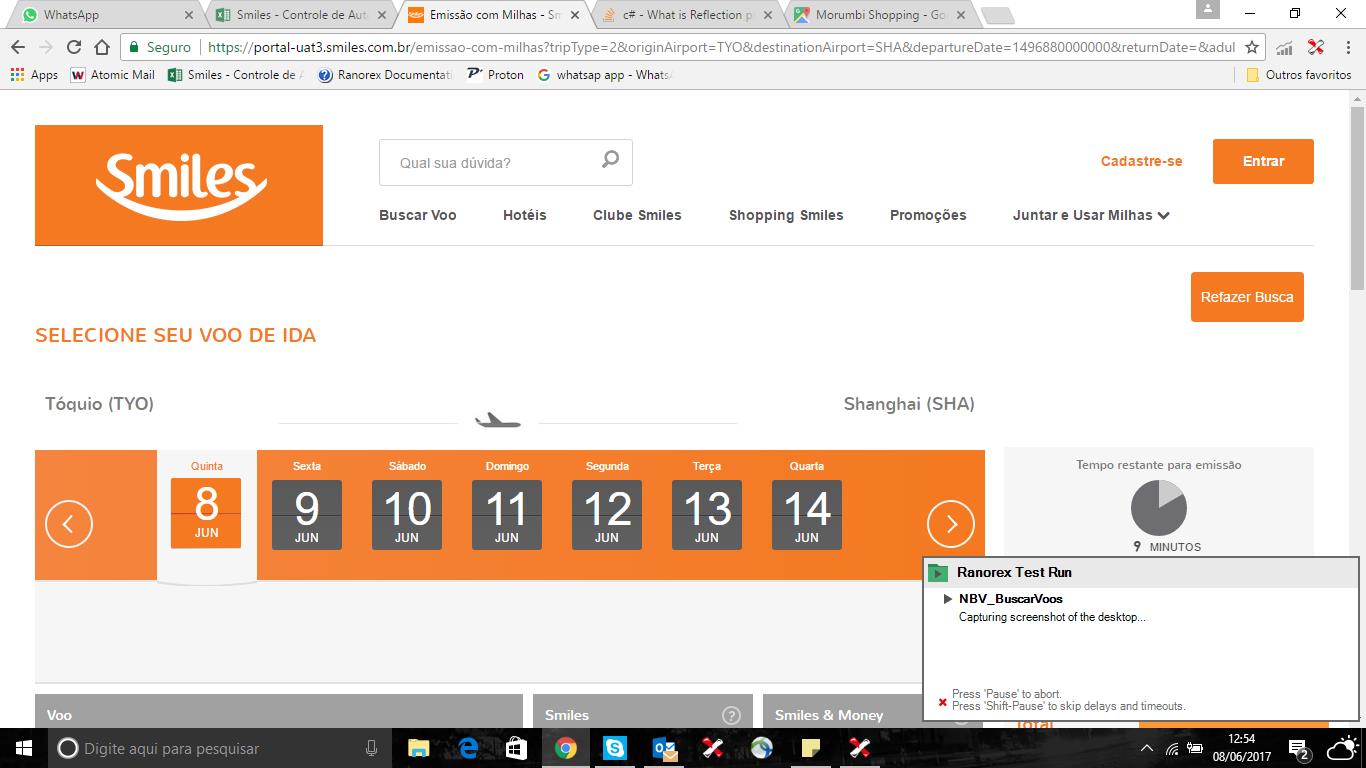 WhatsApp
Smiles - Controle de Aut
Emissão com Milhas - Sm
c# - What is Reflection p
Morumbi Shopping - Goo
Seguro
https://portal-uat3.smiles.com.br/emissao-com-milhas?tripType=2&originAirport=TYO&destinationAirport=SHA&departureDate=1496880000000&returnDate=&adul
Apps
Atomic Mail
Smiles - Controle de A
Ranorex Documentati
Proton
whatsap app - WhatsA
Outros favoritos
Smiles
Qual sua dúvida?
Cadastre-se
Entrar
Buscar Voo
Hotéis
Clube Smiles
Shopping Smiles
Promoções
Juntar e Usar Milhas
Refazer Busca
SELECIONE SEU VOO DE IDA
Tóquio (TYO)
Shanghai (SHA)
Quinta
8
JUN
Sexta
9
JUN
Sábado
10
JUN
Domingo
11
JUN
Segunda
12
JUN
Terça
13
JUN
Quarta
14
JUN
Tempo restante para emissão
9 MINUTOS
Ranorex Test Run
NBV_BuscarVoos
Capturing screenshot of the desktop...
Press 'Pause' to abort.
Press 'Shift-Pause' to skip delays and timeouts.
Voo
Smiles
?
Smiles & Money
Total
Digite aqui para pesquisar
12:54
08/06/2017
2